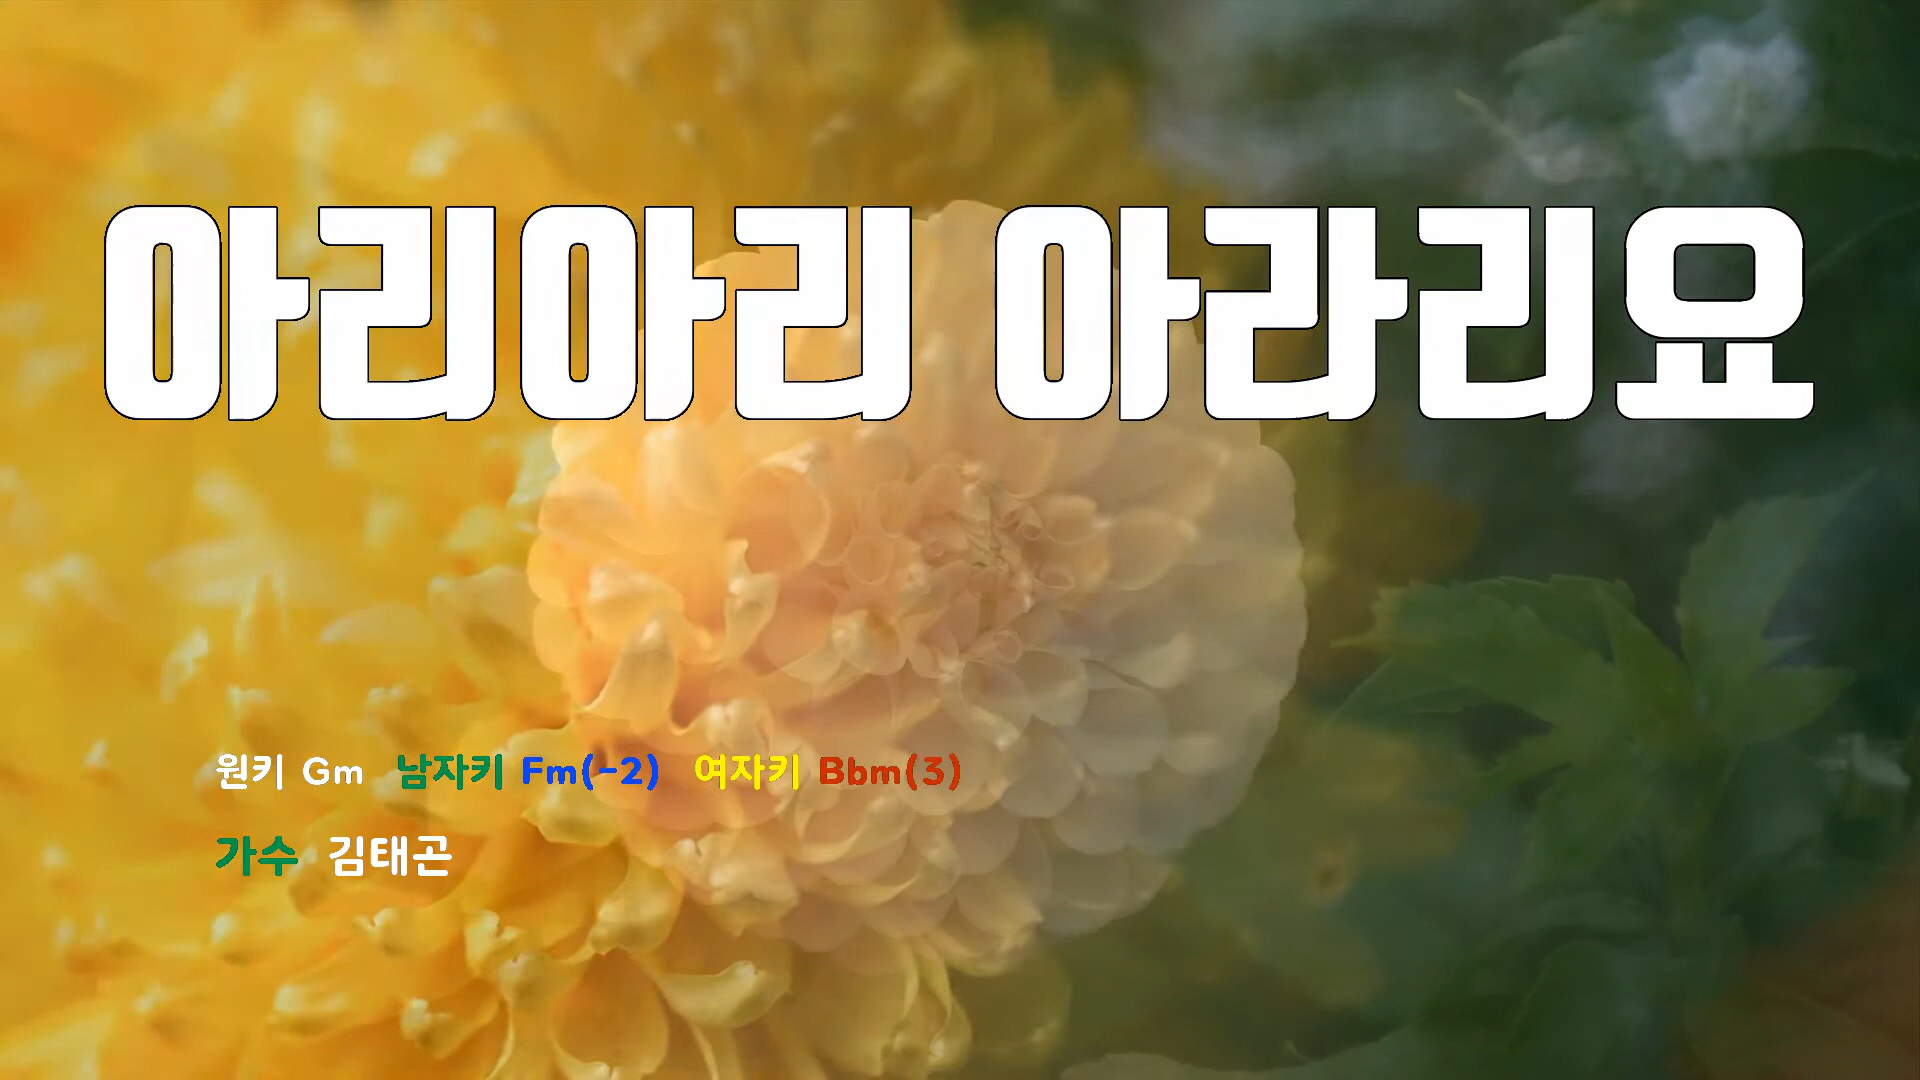 아리아리 아라리요
원키 Gm 남자키 Fm(-2) 여자키 Bbm(3)
가수 김태곤